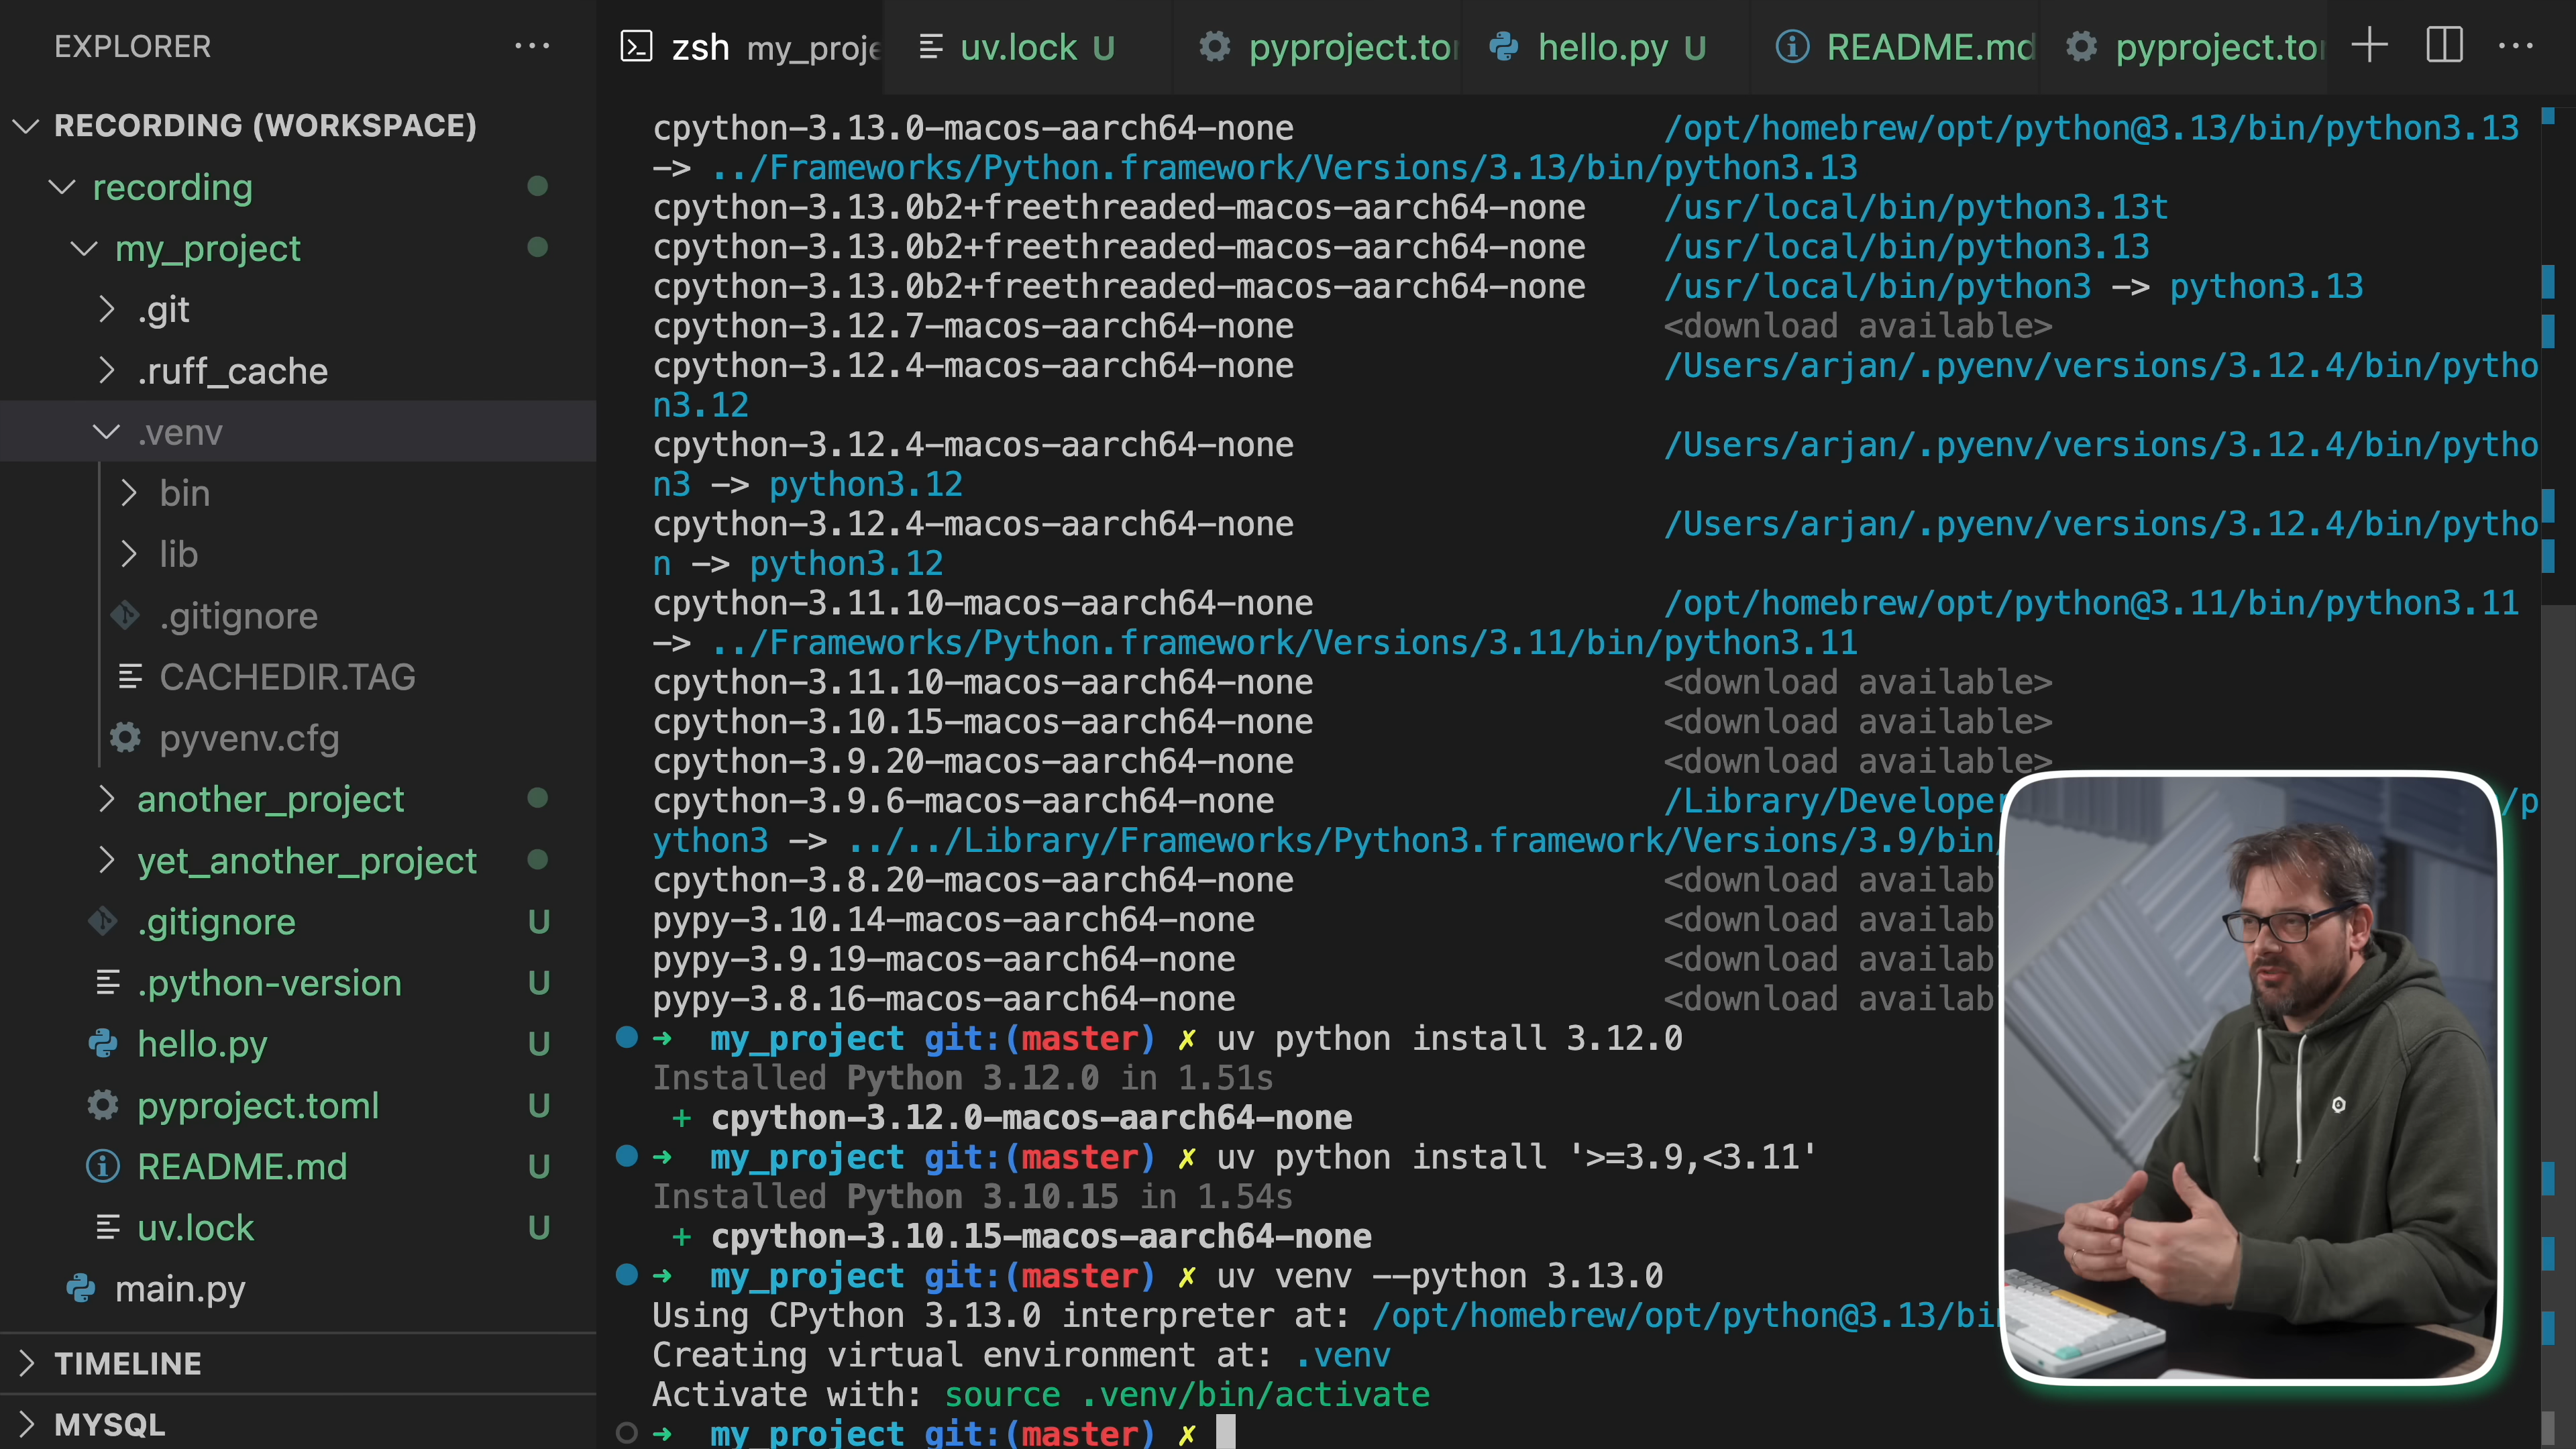 EXPLORER
RECORDING (WORKSPACE)
recording
my_project
.git
.ruff_cache
.venv
bin
lib
.gitignore
CACHEDIR.TAG
pyvenv.cfg
another_project
yet_another_project
.gitignore U
.python-version U
hello.py U
pyproject.toml U
README.md U
uv.lock U
main.py
TIMELINE
MYSQL
zsh my_proje uv.lock U pyproject.to hello.py U README.md pyproject.to
cpython-3.13.0-macos-aarch64-none /opt/homebrew/opt/python@3.13/bin/python3.13
-> ../Frameworks/Python.framework/Versions/3.13/bin/python3.13
cpython-3.13.0b2+freethreaded-macos-aarch64-none /usr/local/bin/python3.13t
cpython-3.13.0b2+freethreaded-macos-aarch64-none /usr/local/bin/python3.13
cpython-3.13.0b2+freethreaded-macos-aarch64-none /usr/local/bin/python3 -> python3.13
cpython-3.12.7-macos-aarch64-none <download available>
cpython-3.12.4-macos-aarch64-none /Users/arjan/.pyenv/versions/3.12.4/bin/pytho
n3.12
cpython-3.12.4-macos-aarch64-none /Users/arjan/.pyenv/versions/3.12.4/bin/pytho
n3 -> python3.12
cpython-3.12.4-macos-aarch64-none /Users/arjan/.pyenv/versions/3.12.4/bin/pytho
n -> python3.12
cpython-3.11.10-macos-aarch64-none /opt/homebrew/opt/python@3.11/bin/python3.11
-> ../Frameworks/Python.framework/Versions/3.11/bin/python3.11
cpython-3.11.10-macos-aarch64-none <download available>
cpython-3.10.15-macos-aarch64-none <download available>
cpython-3.9.20-macos-aarch64-none <download available>
cpython-3.9.6-macos-aarch64-none /Library/Develope /p
ython3 -> ../../Library/Frameworks/Python3.framework/Versions/3.9/bin
cpython-3.8.20-macos-aarch64-none <download availab
pypy-3.10.14-macos-aarch64-none <download availab
pypy-3.9.19-macos-aarch64-none <download availab
pypy-3.8.16-macos-aarch64-none <download availab
➜ my_project git:(master) ✗ uv python install 3.12.0
Installed Python 3.12.0 in 1.51s
+ cpython-3.12.0-macos-aarch64-none
➜ my_project git:(master) ✗ uv python install '>=3.9,<3.11'
Installed Python 3.10.15 in 1.54s
+ cpython-3.10.15-macos-aarch64-none
➜ my_project git:(master) ✗ uv venv --python 3.13.0
Using CPython 3.13.0 interpreter at: /opt/homebrew/opt/python@3.13/bi
Creating virtual environment at: .venv
Activate with: source .venv/bin/activate
➜ my_project git:(master) ✗